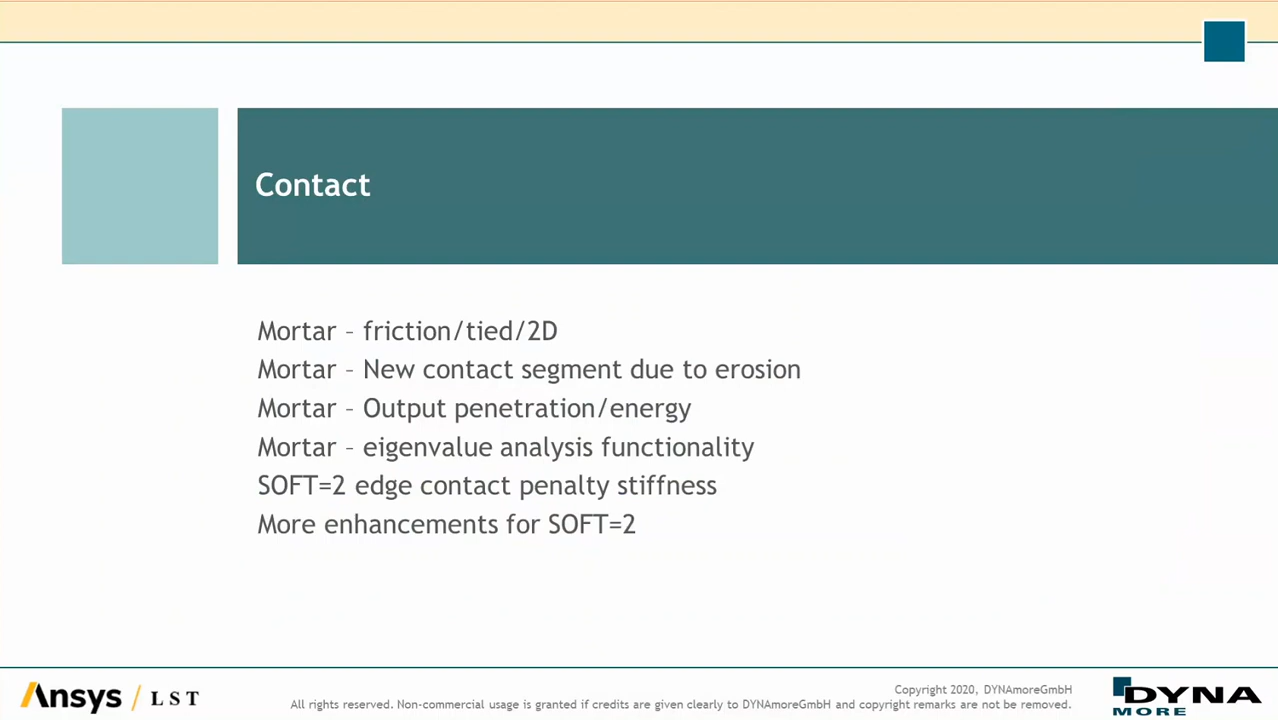 Contact
Mortar – friction/tied/2D
Mortar – New contact segment due to erosion
Mortar – Output penetration/energy
Mortar – eigenvalue analysis functionality
SOFT=2 edge contact penalty stiffness
More enhancements for SOFT=2
Ansys / LST
Copyright 2020, DYNAmoreGmbH
All rights reserved. Non-commercial usage is granted if credits are given clearly to DYNAmoreGmbH and copyright remarks are not be removed.
DYNA
MORE